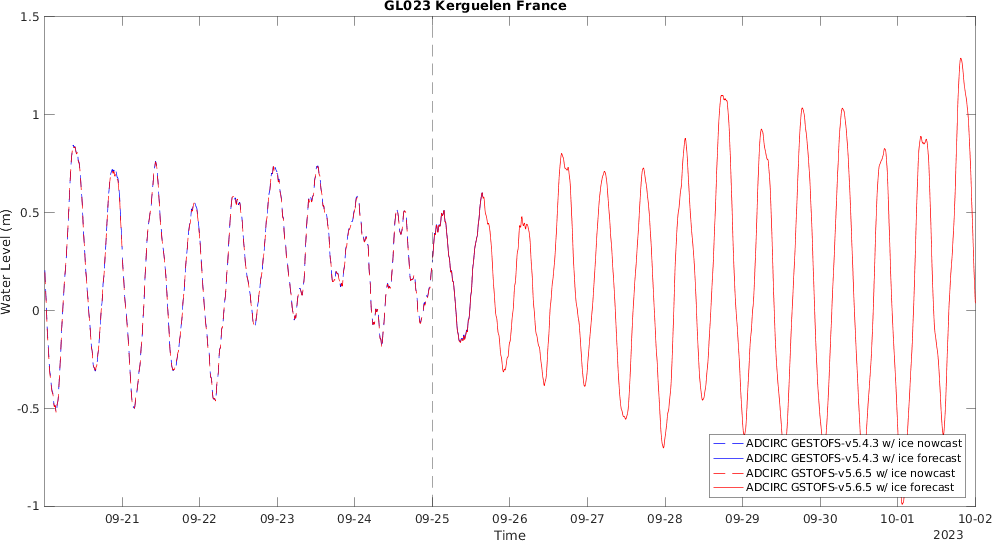 GL023 Kerguelen France
1.5
1
0.5
0
-0.5
-1
Water Level (m)
ADCIRC GESTOFS-v5.4.3 w/ ice nowcast
ADCIRC GESTOFS-v5.4.3 w/ ice forecast
ADCIRC GSTOFS-v5.6.5 w/ ice nowcast
ADCIRC GSTOFS-v5.6.5 w/ ice forecast
09-21 09-22 09-23 09-24 09-25 09-26 09-27 09-28 09-29 09-30 10-01 10-02
Time
2023